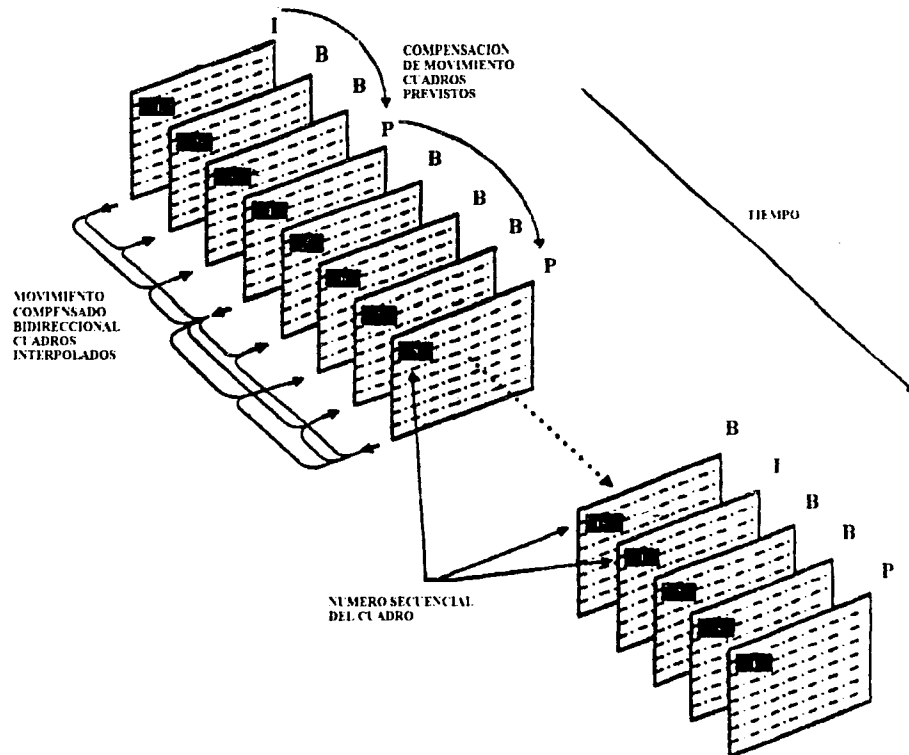 I
B
B
COMPENSACION
DE MOVIMIENTO
CUADROS
PREVISTOS
P
B
B
B
P
TIEMPO
MOVIMIENTO
COMPENSADO
BIDIRECCIONAL
CUADROS
INTERPOLADOS
B
I
B
B
P
NUMERO SECUENCIAL
DEL CUADRO